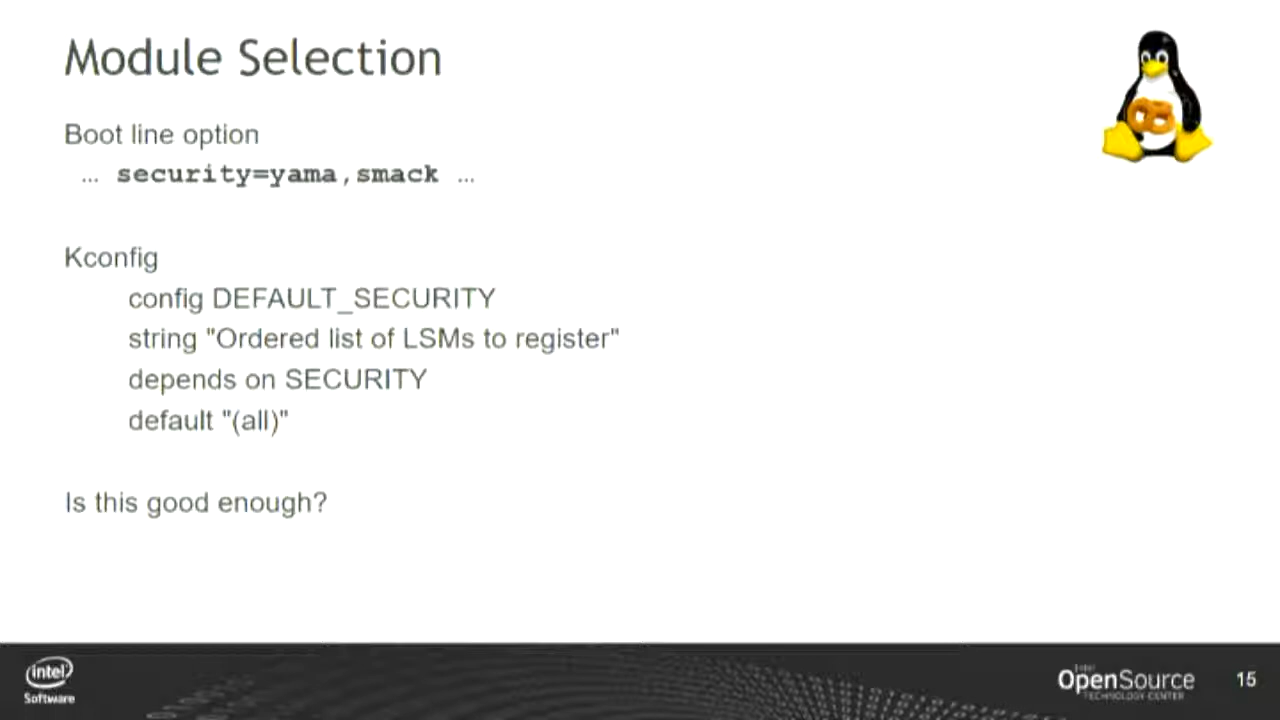 Module Selection
Boot line option
… security=yama,smack …
Kconfig
config DEFAULT_SECURITY
string "Ordered list of LSMs to register"
depends on SECURITY
default "(all)"
Is this good enough?
intel
Software
Intel
OpenSource
TECHNOLOGY CENTER
15